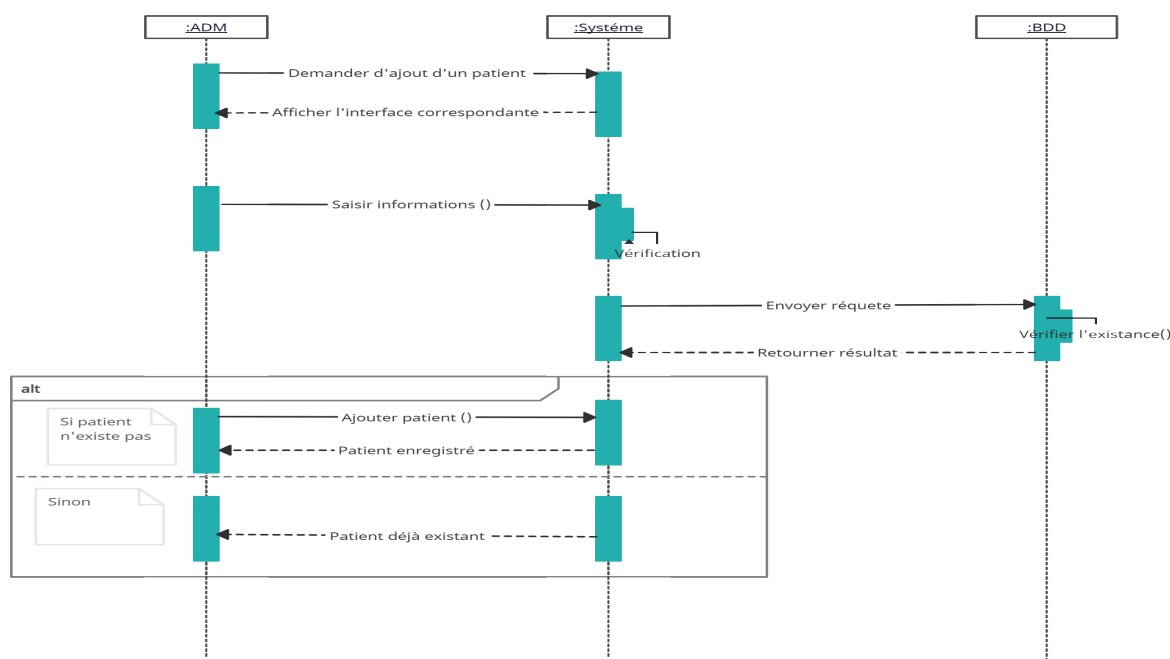 :ADM
:Systéme
:BDD
Demander d'ajout d'un patient
Afficher l'interface correspondante
Saisir informations ()
Vérification
Envoyer réquete
Vérifier l'existance()
Retourner résultat
alt
Si patient
n'existe pas
Ajouter patient ()
Patient enregistré
Sinon
Patient déjà existant